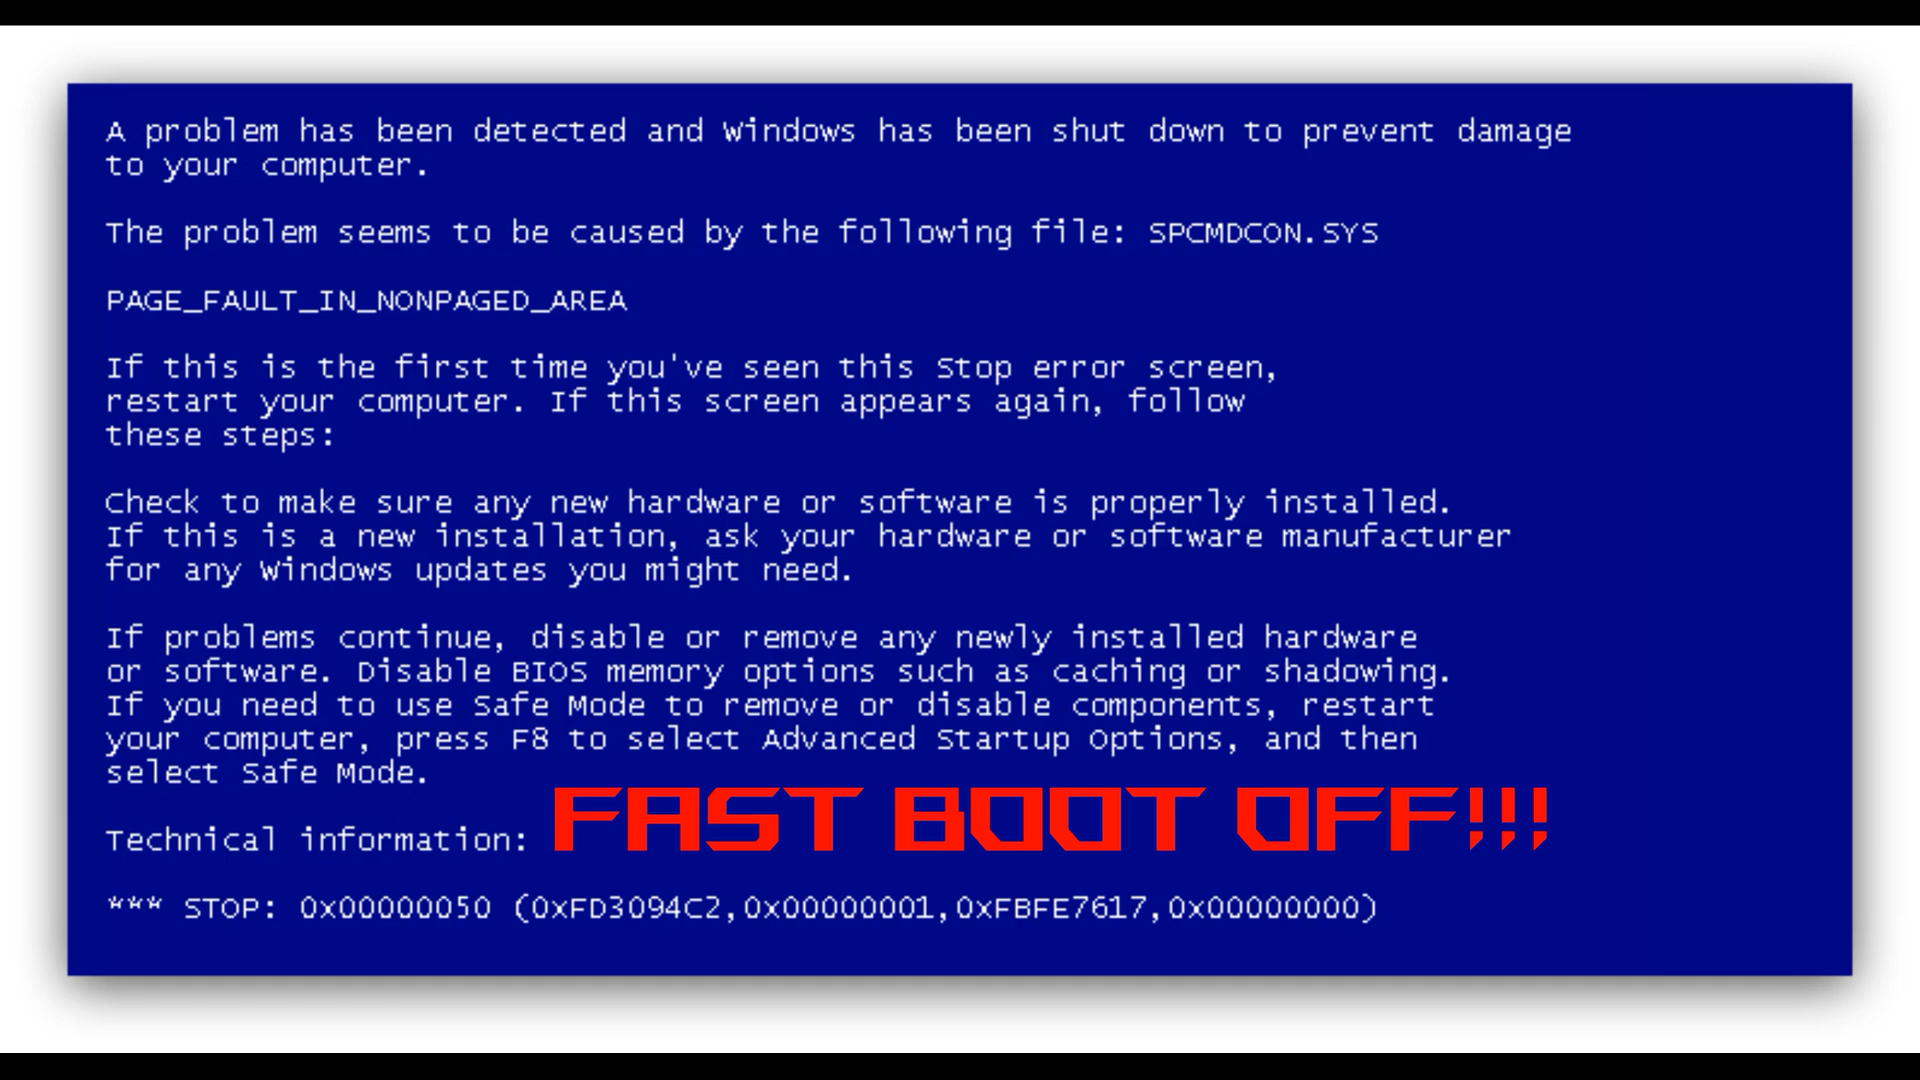 A problem has been detected and Windows has been shut down to prevent damage
to your computer.
The problem seems to be caused by the following file: SPCMDCON.SYS
PAGE_FAULT_IN_NONPAGED_AREA
If this is the first time you've seen this Stop error screen,
restart your computer. If this screen appears again, follow
these steps:
Check to make sure any new hardware or software is properly installed.
If this is a new installation, ask your hardware or software manufacturer
for any Windows updates you might need.
If problems continue, disable or remove any newly installed hardware
or software. Disable BIOS memory options such as caching or shadowing.
If you need to use Safe Mode to remove or disable components, restart
your computer, press F8 to select Advanced Startup Options, and then
select Safe Mode.
Technical information: FAST BOOT OFF!!!
*** STOP: 0x00000050 (0xFD3094C2,0x00000001,0xFBFE7617,0x00000000)